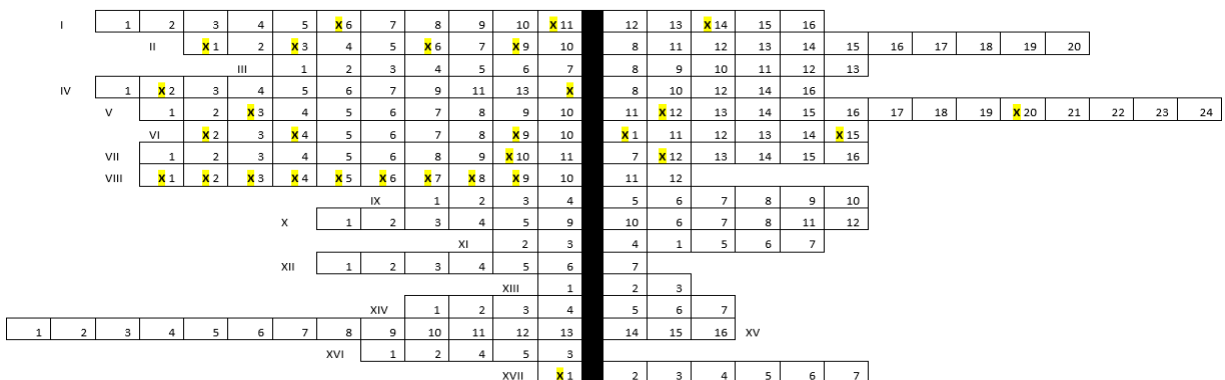 I 1 2 3 4 5 X 6 7 8 9 10 X 11 12 13 X 14 15 16
II X 1 2 X 3 4 5 X 6 7 X 9 10 8 11 12 13 14 15 16 17 18 19 20
III 1 2 3 4 5 6 7 8 9 10 11 12 13
IV 1 X 2 3 4 5 6 7 9 11 13 X 8 10 12 14 16
V 1 2 X 3 4 5 6 7 8 9 10 11 X 12 13 14 15 16 17 18 19 X 20 21 22 23 24
VI X 2 3 X 4 5 6 7 8 X 9 10 X 1 11 12 13 14 X 15
VII 1 2 3 4 5 6 8 9 X 10 11 7 X 12 13 14 15 16
VIII X 1 X 2 X 3 X 4 X 5 X 6 X 7 X 8 X 9 10 11 12
IX 1 2 3 4 5 6 7 8 9 10
X 1 2 3 4 5 9 10 6 7 8 11 12
XI 2 3 4 1 5 6 7
XII 1 2 3 4 5 6 7
XIII 1 2 3
XIV 1 2 3 4 5 6 7
1 2 3 4 5 6 7 8 9 10 11 12 13 14 15 16 XV
XVI 1 2 4 5 3
XVII X 1 2 3 4 5 6 7